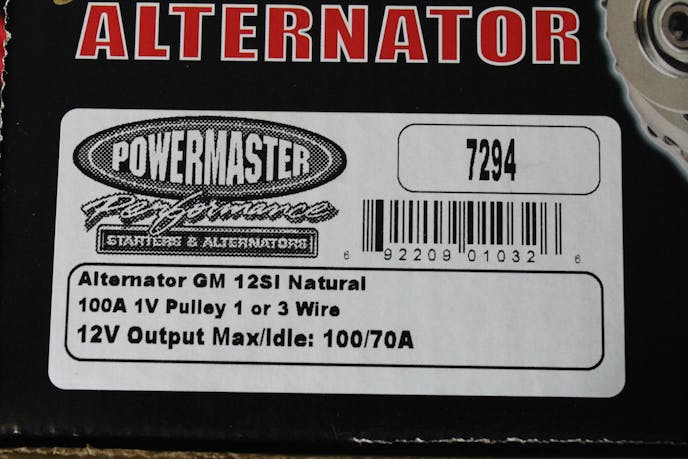 ALTERNATOR
POWERMASTER
Performance
STARTERS & ALTERNATORS
7294
6 92209 01032 6
Alternator GM 12SI Natural
100A 1V Pulley 1 or 3 Wire
12V Output Max/Idle: 100/70A